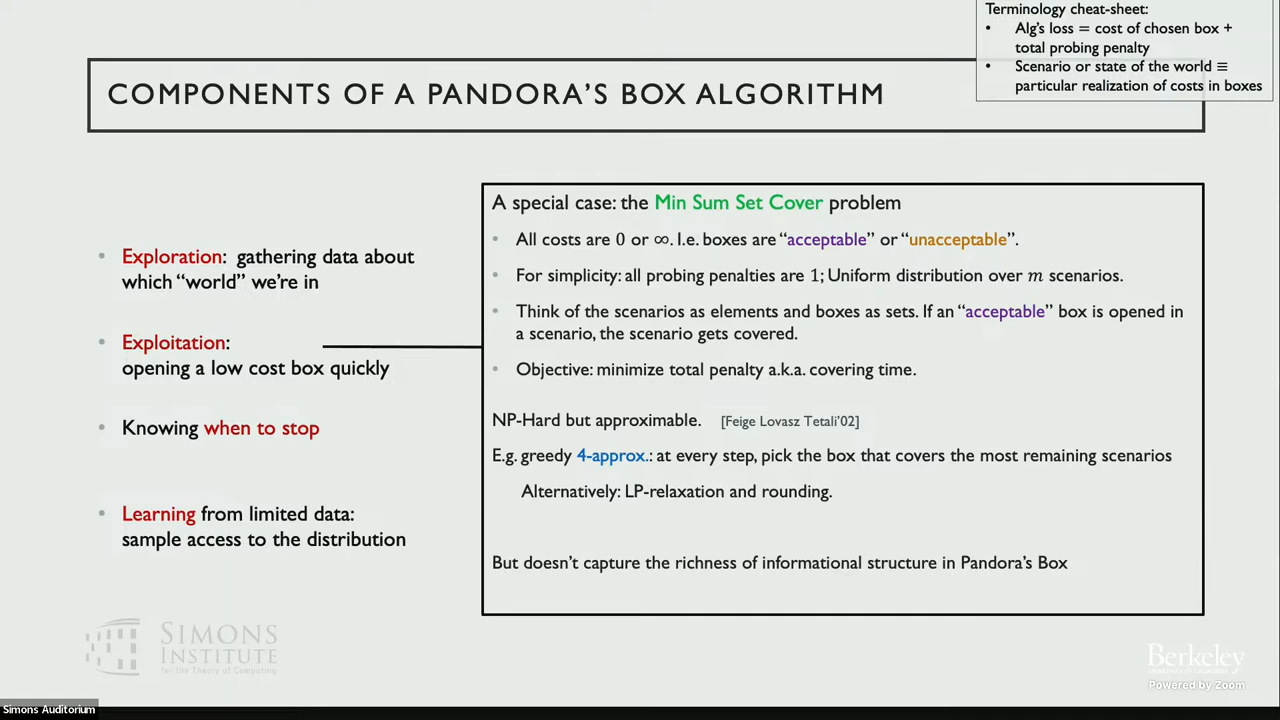 Terminology cheat-sheet:
• Alg's loss = cost of chosen box +
total probing penalty
• Scenario or state of the world ≡
particular realization of costs in boxes
COMPONENTS OF A PANDORA'S BOX ALGORITHM
• Exploration: gathering data about
which "world" we're in
• Exploitation:
opening a low cost box quickly
• Knowing when to stop
• Learning from limited data:
sample access to the distribution
A special case: the Min Sum Set Cover problem
• All costs are 0 or ∞. I.e. boxes are "acceptable" or "unacceptable".
• For simplicity: all probing penalties are 1; Uniform distribution over m scenarios.
• Think of the scenarios as elements and boxes as sets. If an "acceptable" box is opened in
a scenario, the scenario gets covered.
• Objective: minimize total penalty a.k.a. covering time.
NP-Hard but approximable. [Feige Lovasz Tetali'02]
E.g. greedy 4-approx.: at every step, pick the box that covers the most remaining scenarios
Alternatively: LP-relaxation and rounding.
But doesn't capture the richness of informational structure in Pandora's Box
SIMONS
INSTITUTE
for the Theory of Computing
Berkeley
Powered by Zoom
Simons Auditorium